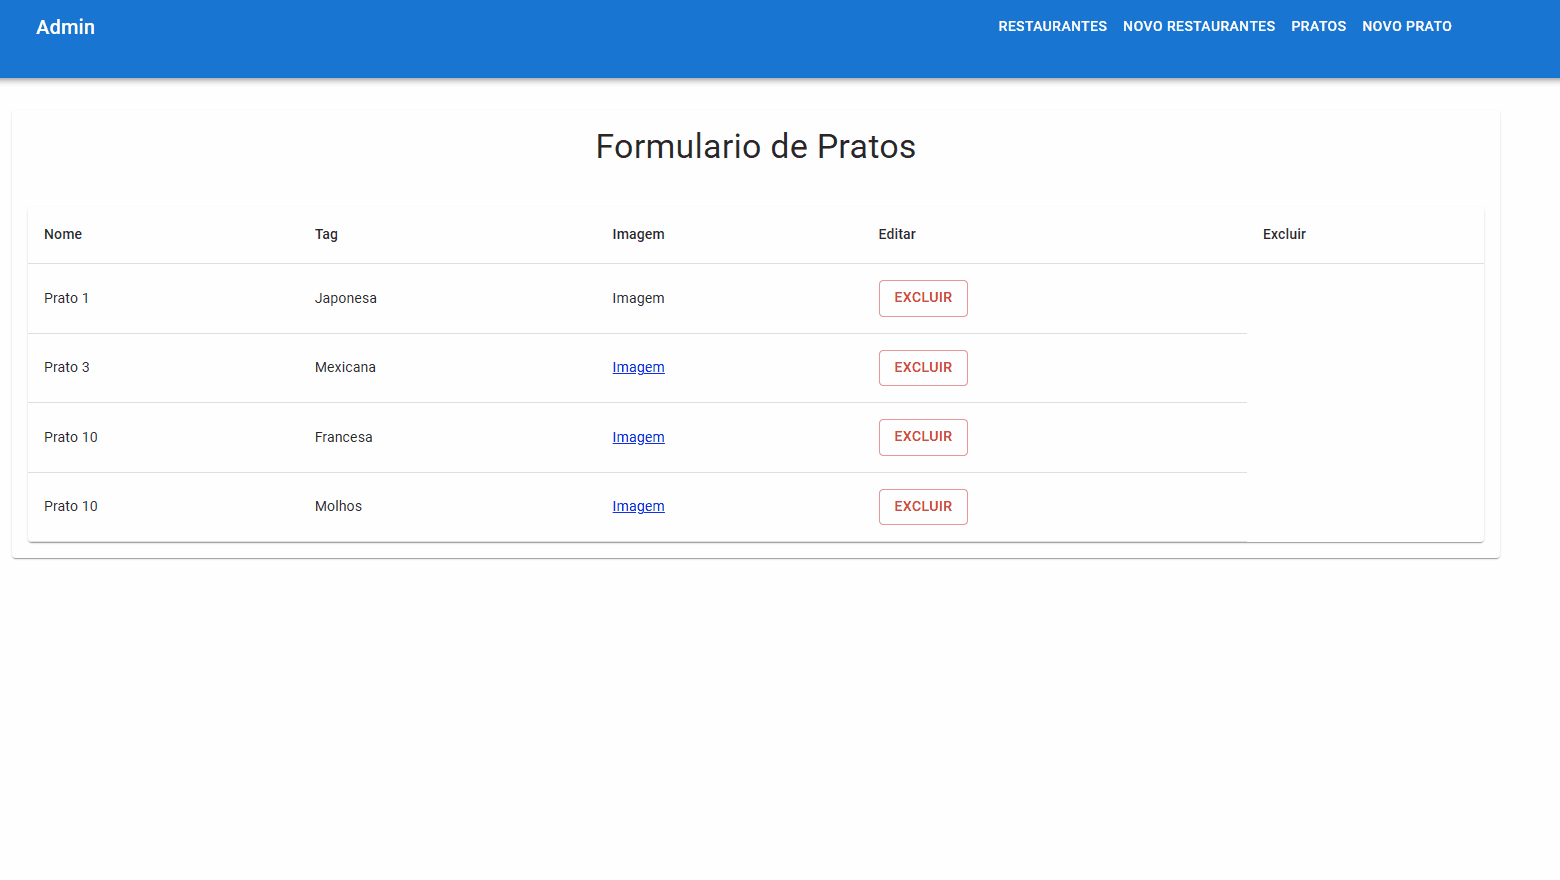 Admin RESTAURANTES NOVO RESTAURANTES PRATOS NOVO PRATO
Formulario de Pratos
Nome Tag Imagem Editar Excluir
Prato 1 Japonesa Imagem EXCLUIR
Prato 3 Mexicana Imagem EXCLUIR
Prato 10 Francesa Imagem EXCLUIR
Prato 10 Molhos Imagem EXCLUIR